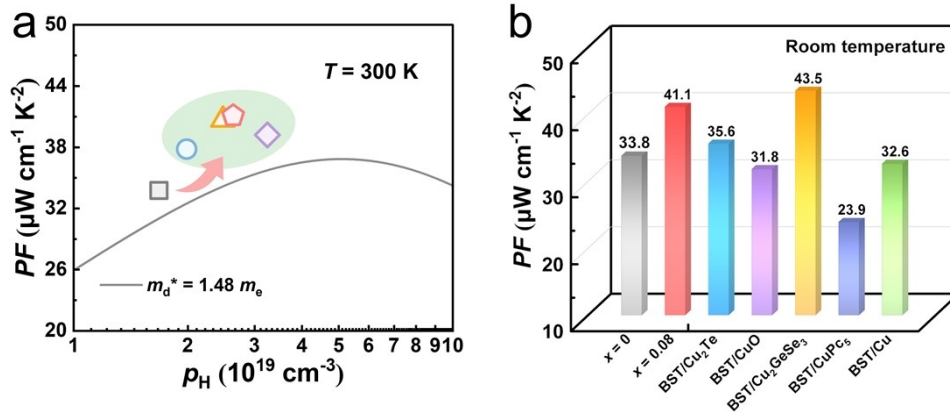 a
50
44
38
32
26
20
PF (μW cm⁻¹ K⁻²)
T = 300 K
m_d* = 1.48 m_e
1 2 3 4 5 6 7 8 9 10
p_H (10¹⁹ cm⁻³)
b
Room temperature
50
40
30
20
10
PF (μW cm⁻¹ K⁻²)
33.8
41.1
35.6
31.8
43.5
23.9
32.6
x = 0
x = 0.08
BST/Cu₂Te
BST/CuO
BST/Cu₂GeSe₃
BST/CuPc₅
BST/Cu